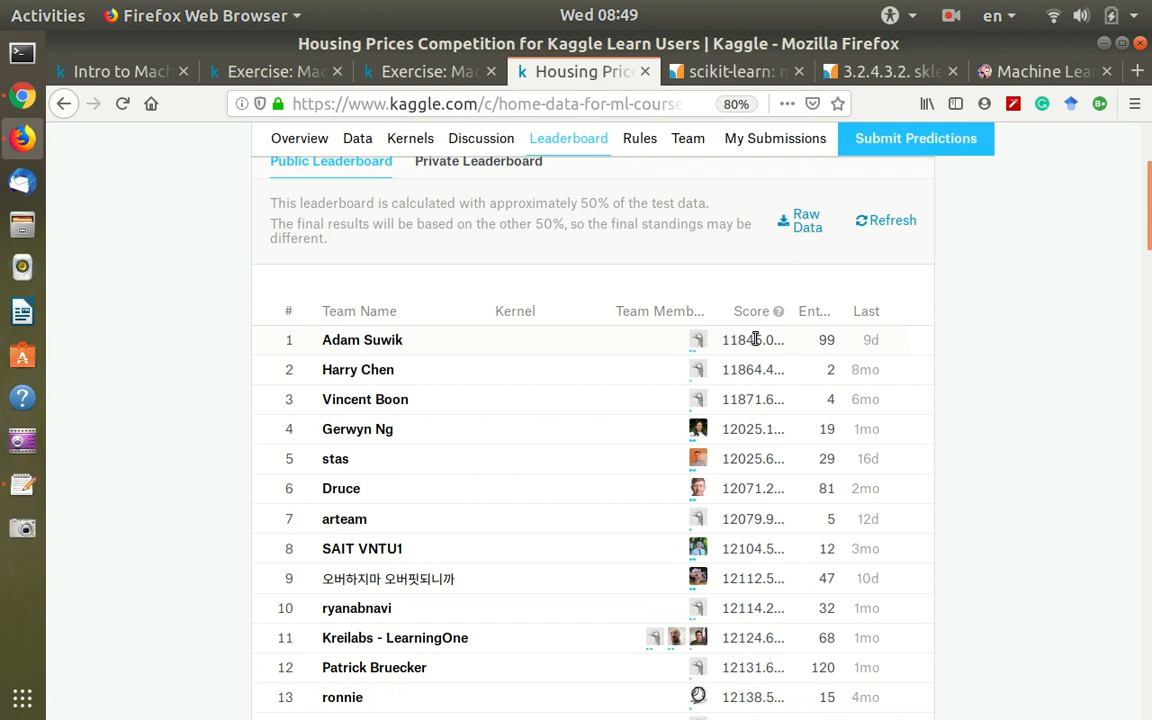 Activities Firefox Web Browser Wed 08:49 en
Housing Prices Competition for Kaggle Learn Users | Kaggle - Mozilla Firefox
Intro to Mach Exercise: Mac Exercise: Mac Housing Price scikit-learn: 3.2.4.3.2. skle Machine Lear
https://www.kaggle.com/c/home-data-for-ml-course 80%
Overview Data Kernels Discussion Leaderboard Rules Team My Submissions Submit Predictions
Public Leaderboard Private Leaderboard
This leaderboard is calculated with approximately 50% of the test data.
The final results will be based on the other 50%, so the final standings may be
different.
Raw
Data
Refresh
# Team Name Kernel Team Memb... Score Ent... Last
1 Adam Suwik 11845.0... 99 9d
2 Harry Chen 11864.4... 2 8mo
3 Vincent Boon 11871.6... 4 6mo
4 Gerwyn Ng 12025.1... 19 1mo
5 stas 12025.6... 29 16d
6 Druce 12071.2... 81 2mo
7 arteam 12079.9... 5 12d
8 SAIT VNTU1 12104.5... 12 3mo
9 오버하지마 오버핏되니까 12112.5... 47 10d
10 ryanabnavi 12114.2... 32 1mo
11 Kreilabs - LearningOne 12124.6... 68 1mo
12 Patrick Bruecker 12131.6... 120 1mo
13 ronnie 12138.5... 15 4mo